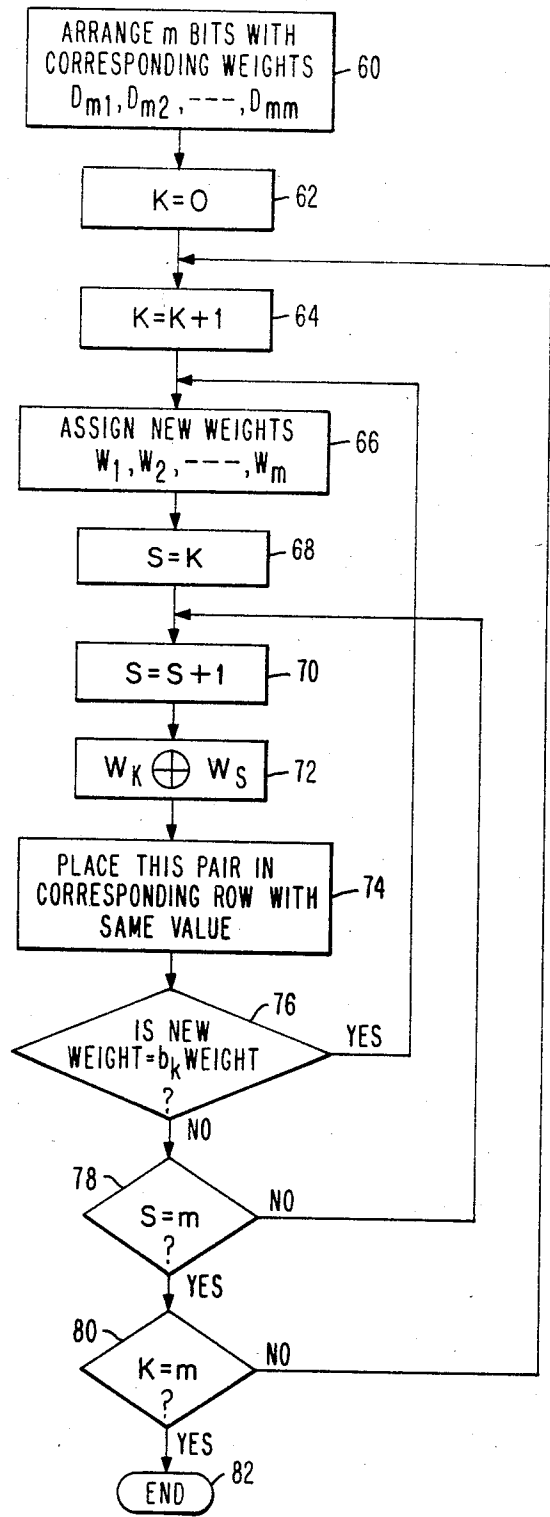 ARRANGE m BITS WITH
CORRESPONDING WEIGHTS
Dm1, Dm2, ---, Dmm
60
K=0
62
K=K+1
64
ASSIGN NEW WEIGHTS
W1, W2, ---, Wm
66
S=K
68
S=S+1
70
WK ⊕ WS
72
PLACE THIS PAIR IN
CORRESPONDING ROW WITH
SAME VALUE
74
76
IS NEW
WEIGHT=bk WEIGHT
?
YES
NO
78
S=m
?
NO
YES
80
K=m
?
NO
YES
END
82